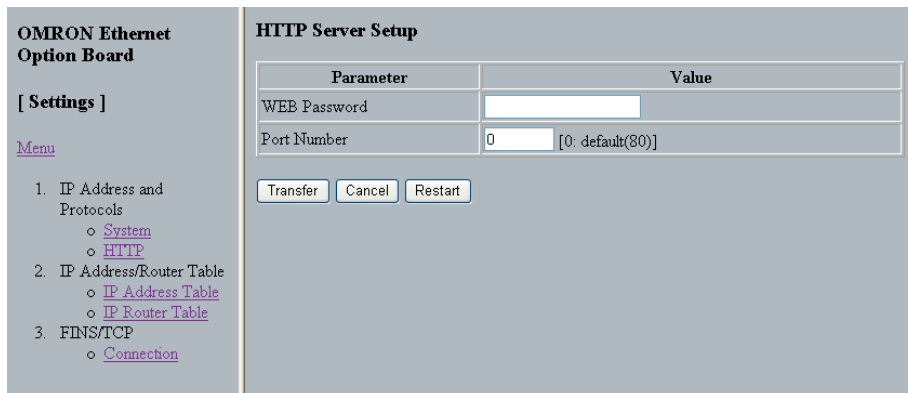 OMRON Ethernet
Option Board
[ Settings ]
Menu
1. IP Address and
Protocols
o System
o HTTP
2. IP Address/Router Table
o IP Address Table
o IP Router Table
3. FINS/TCP
o Connection
HTTP Server Setup
Parameter Value
WEB Password
Port Number 0 [0: default(80)]
Transfer Cancel Restart